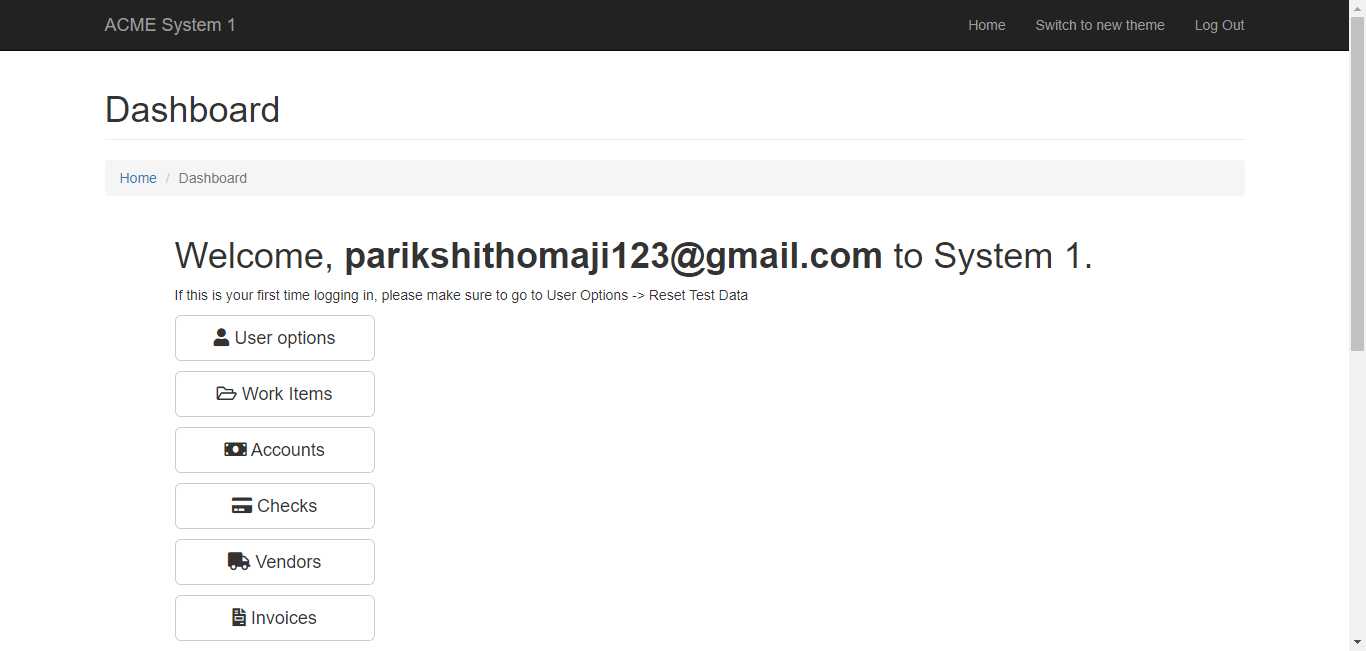 ACME System 1
Home
Switch to new theme
Log Out
Dashboard
Home / Dashboard
Welcome, parikshithomaji123@gmail.com to System 1.
If this is your first time logging in, please make sure to go to User Options -> Reset Test Data
User options
Work Items
Accounts
Checks
Vendors
Invoices